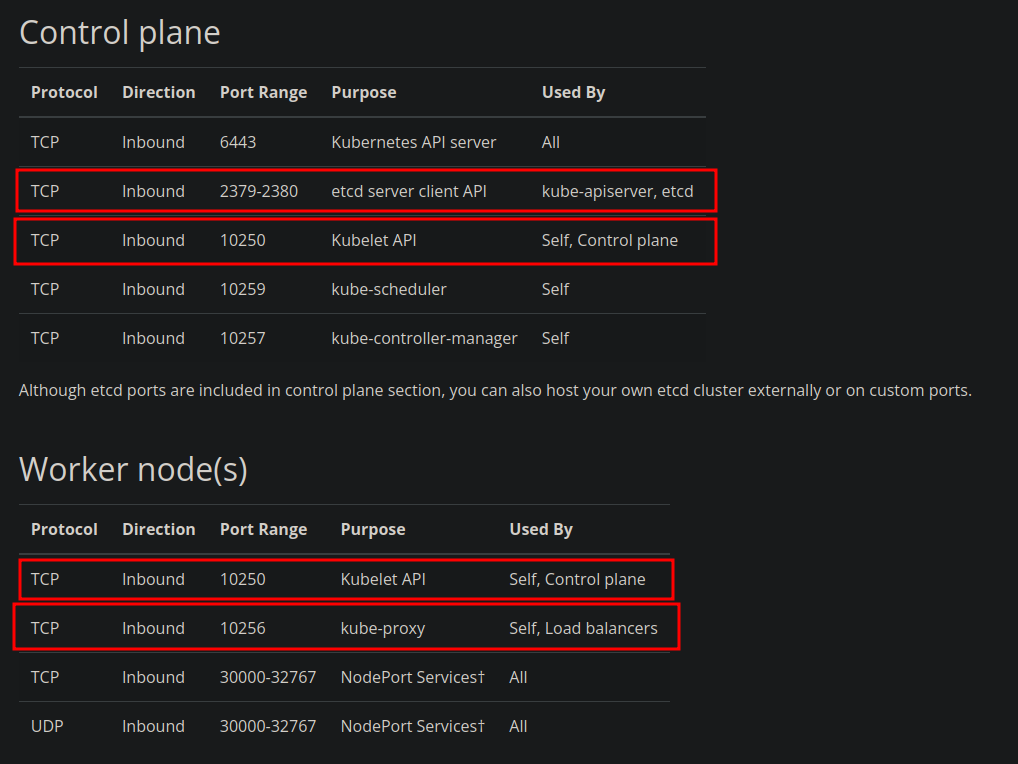 Control plane
Protocol Direction Port Range Purpose Used By
TCP Inbound 6443 Kubernetes API server All
TCP Inbound 2379-2380 etcd server client API kube-apiserver, etcd
TCP Inbound 10250 Kubelet API Self, Control plane
TCP Inbound 10259 kube-scheduler Self
TCP Inbound 10257 kube-controller-manager Self
Although etcd ports are included in control plane section, you can also host your own etcd cluster externally or on custom ports.
Worker node(s)
Protocol Direction Port Range Purpose Used By
TCP Inbound 10250 Kubelet API Self, Control plane
TCP Inbound 10256 kube-proxy Self, Load balancers
TCP Inbound 30000-32767 NodePort Services† All
UDP Inbound 30000-32767 NodePort Services† All